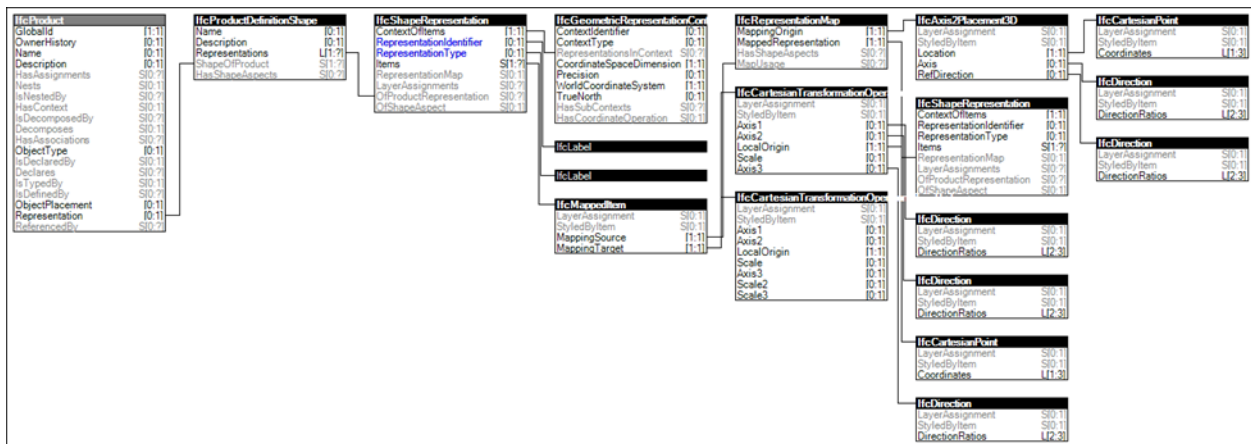 IfcProduct
GlobalId [1:1]
OwnerHistory [0:1]
Name [0:1]
Description [0:1]
HasAssignments S[0:?]
Nests S[0:1]
IsNestedBy S[0:?]
HasContext S[0:1]
IsDecomposedBy S[0:?]
Decomposes S[0:1]
HasAssociations S[0:?]
ObjectType [0:1]
IsDeclaredBy S[0:1]
Declares S[0:?]
IsTypedBy S[0:1]
IsDefinedBy S[0:?]
ObjectPlacement [0:1]
Representation [0:1]
ReferencedBy S[0:?]
IfcProductDefinitionShape
Name [0:1]
Description [0:1]
Representations L[1:?]
ShapeOfProduct S[1:?]
HasShapeAspects S[0:?]
IfcShapeRepresentation
ContextOfItems [1:1]
RepresentationIdentifier [0:1]
RepresentationType [0:1]
Items S[1:?]
RepresentationMap S[0:1]
LayerAssignments S[0:?]
OfProductRepresentation S[0:?]
OfShapeAspect S[0:1]
IfcGeometricRepresentationCont
ContextIdentifier [0:1]
ContextType [0:1]
RepresentationsInContext S[0:?]
CoordinateSpaceDimension [1:1]
Precision [0:1]
WorldCoordinateSystem [1:1]
TrueNorth [0:1]
HasSubContexts S[0:?]
HasCoordinateOperation S[0:1]
IfcLabel
IfcLabel
IfcMappedItem
LayerAssignment S[0:1]
StyledByItem S[0:1]
MappingSource [1:1]
MappingTarget [1:1]
IfcRepresentationMap
MappingOrigin [1:1]
MappedRepresentation [1:1]
HasShapeAspects S[0:?]
MapUsage S[0:?]
IfcCartesianTransformationOper
LayerAssignment S[0:1]
StyledByItem S[0:1]
Axis1 [0:1]
Axis2 [0:1]
LocalOrigin [1:1]
Scale [0:1]
Axis3 [0:1]
IfcCartesianTransformationOper
LayerAssignment S[0:1]
StyledByItem S[0:1]
Axis1 [0:1]
Axis2 [0:1]
LocalOrigin [1:1]
Scale [0:1]
Axis3 [0:1]
Scale2 [0:1]
Scale3 [0:1]
IfcAxis2Placement3D
LayerAssignment S[0:1]
StyledByItem S[0:1]
Location [1:1]
Axis [0:1]
RefDirection [0:1]
IfcShapeRepresentation
ContextOfItems [1:1]
RepresentationIdentifier [0:1]
RepresentationType [0:1]
Items S[1:?]
RepresentationMap S[0:1]
LayerAssignments S[0:?]
OfProductRepresentation S[0:?]
OfShapeAspect S[0:1]
IfcDirection
LayerAssignment S[0:1]
StyledByItem S[0:1]
DirectionRatios L[2:3]
IfcDirection
LayerAssignment S[0:1]
StyledByItem S[0:1]
DirectionRatios L[2:3]
IfcCartesianPoint
LayerAssignment S[0:1]
StyledByItem S[0:1]
Coordinates L[1:3]
IfcDirection
LayerAssignment S[0:1]
StyledByItem S[0:1]
DirectionRatios L[2:3]
IfcCartesianPoint
LayerAssignment S[0:1]
StyledByItem S[0:1]
Coordinates L[1:3]
IfcDirection
LayerAssignment S[0:1]
StyledByItem S[0:1]
DirectionRatios L[2:3]
IfcDirection
LayerAssignment S[0:1]
StyledByItem S[0:1]
DirectionRatios L[2:3]